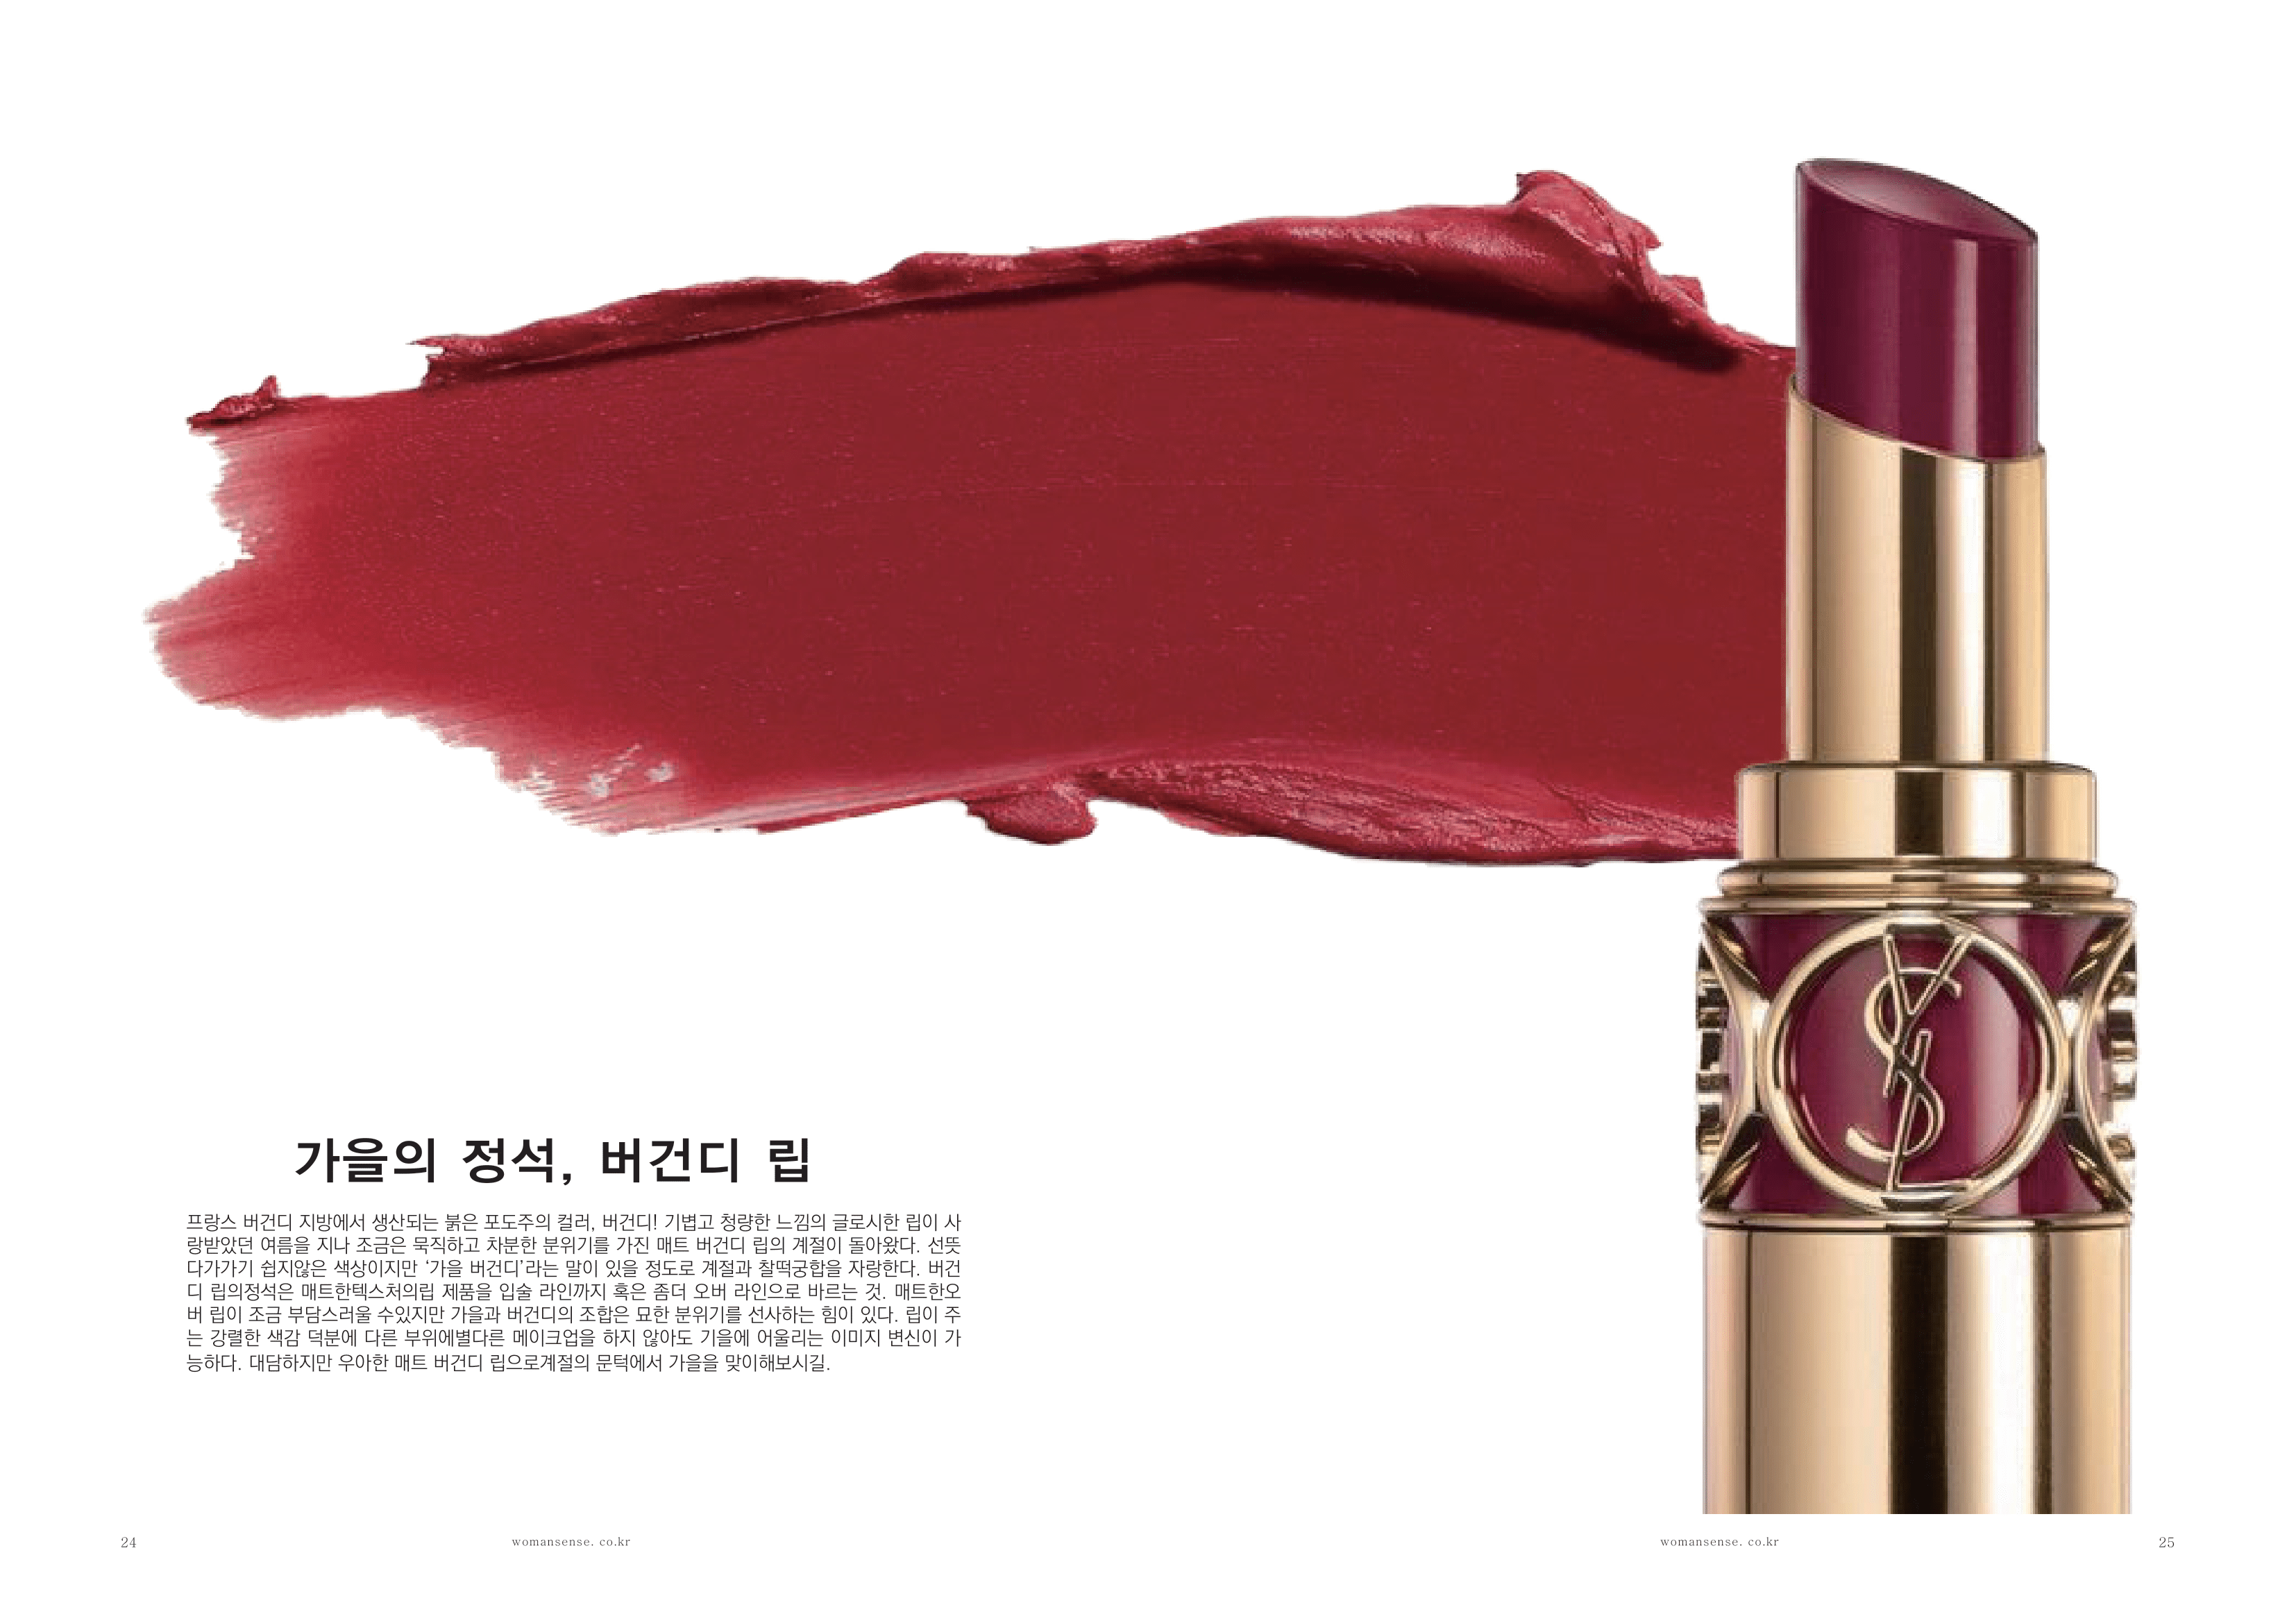 가을의 정석, 버건디 립
프랑스 버건디 지방에서 생산되는 붉은 포도주의 컬러, 버건디! 기볍고 청량한 느낌의 글로시한 립이 사
랑받았던 여름을 지나 조금은 묵직하고 차분한 분위기를 가진 매트 버건디 립의 계절이 돌아왔다. 선뜻
다가가기 쉽지않은 색상이지만 ‘가을 버건디’라는 말이 있을 정도로 계절과 찰떡궁합을 자랑한다. 버건
디 립의정석은 매트한텍스처의립 제품을 입술 라인까지 혹은 좀더 오버 라인으로 바르는 것. 매트한오
버 립이 조금 부담스러울 수있지만 가을과 버건디의 조합은 묘한 분위기를 선사하는 힘이 있다. 립이 주
는 강렬한 색감 덕분에 다른 부위에별다른 메이크업을 하지 않아도 기을에 어울리는 이미지 변신이 가
능하다. 대담하지만 우아한 매트 버건디 립으로계절의 문턱에서 가을을 맞이해보시길.
YSL
24
womansense. co.kr
womansense. co.kr
25